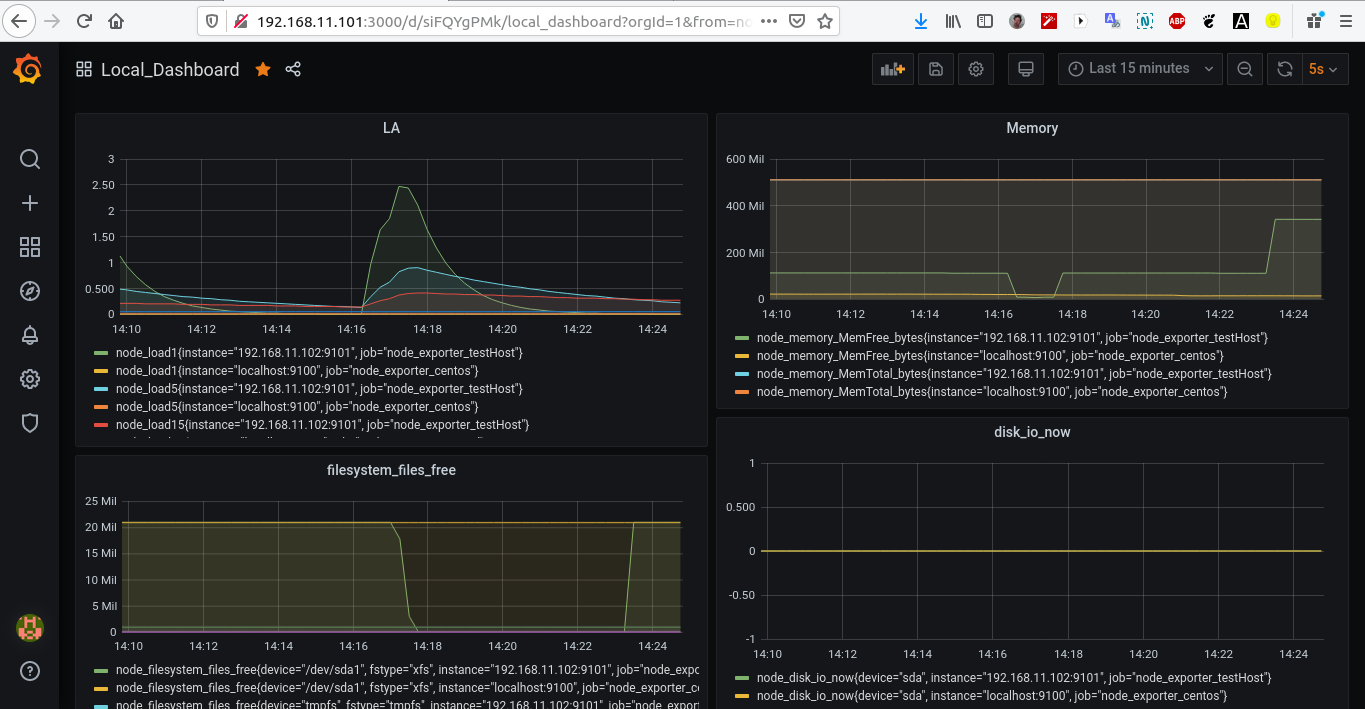 192.168.11.101:3000/d/siFQYgPMk/local_dashboard?orgId=1&from=no
ABP
N
A
A
Local_Dashboard
Last 15 minutes
5s
LA
3
2.50
2
1.50
1
0.500
0
14:10 14:12 14:14 14:16 14:18 14:20 14:22 14:24
node_load1{instance="192.168.11.102:9101", job="node_exporter_testHost"}
node_load1{instance="localhost:9100", job="node_exporter_centos"}
node_load5{instance="192.168.11.102:9101", job="node_exporter_testHost"}
node_load5{instance="localhost:9100", job="node_exporter_centos"}
node_load15{instance="192.168.11.102:9101", job="node_exporter_testHost"}
Memory
600 Mil
400 Mil
200 Mil
0
14:10 14:12 14:14 14:16 14:18 14:20 14:22 14:24
node_memory_MemFree_bytes{instance="192.168.11.102:9101", job="node_exporter_testHost"}
node_memory_MemFree_bytes{instance="localhost:9100", job="node_exporter_centos"}
node_memory_MemTotal_bytes{instance="192.168.11.102:9101", job="node_exporter_testHost"}
node_memory_MemTotal_bytes{instance="localhost:9100", job="node_exporter_centos"}
filesystem_files_free
25 Mil
20 Mil
15 Mil
10 Mil
5 Mil
0
14:10 14:12 14:14 14:16 14:18 14:20 14:22 14:24
node_filesystem_files_free{device="/dev/sda1", fstype="xfs", instance="192.168.11.102:9101", job="node_expo
node_filesystem_files_free{device="/dev/sda1", fstype="xfs", instance="localhost:9100", job="node_exporter_c
node_filesystem_files_free{device="tmpfs", fstype="tmpfs", instance="192.168.11.102:9101", job="node_export
disk_io_now
1
0.500
0
-0.50
-1
14:10 14:12 14:14 14:16 14:18 14:20 14:22 14:24
node_disk_io_now{device="sda", instance="192.168.11.102:9101", job="node_exporter_testHost"}
node_disk_io_now{device="sda", instance="localhost:9100", job="node_exporter_centos"}